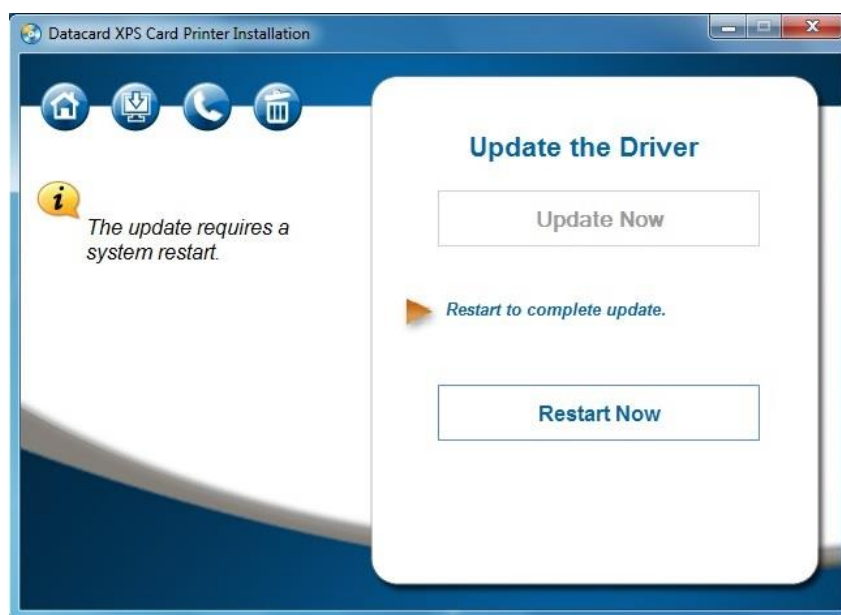 Datacard XPS Card Printer Installation
Update the Driver
Update Now
i
The update requires a
system restart.
Restart to complete update.
Restart Now